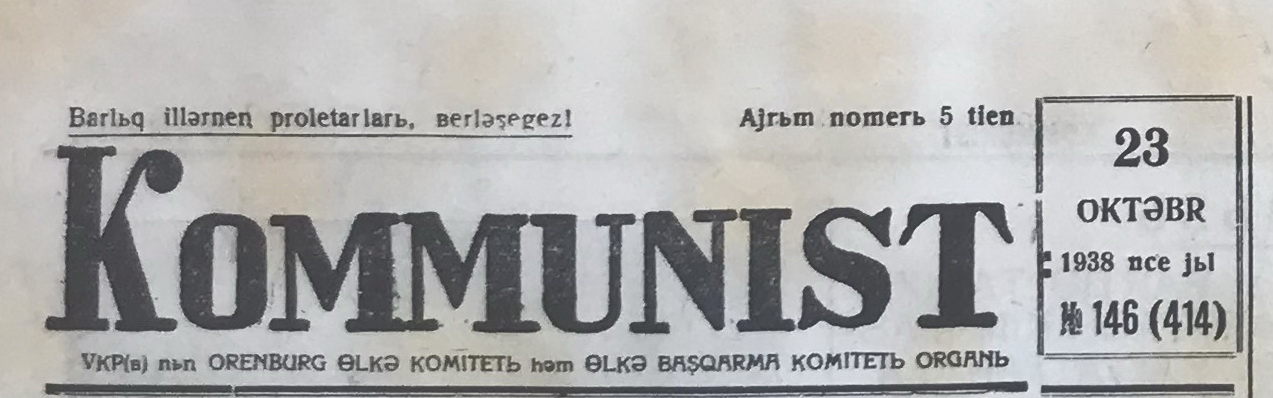 Barlьq illərnen proletarlarь, ʙerləşegez!
Ajrьm nomerь 5 tien
KOMMUNIST
VKP(ʙ) nьn ORENBURG ƟLKƏ KOMITETЬ həm ƟLKƏ BAŞQARMA KOMITETЬ ORGANЬ
23
OKTƏBR
1938 nce jьl
№ 146 (414)